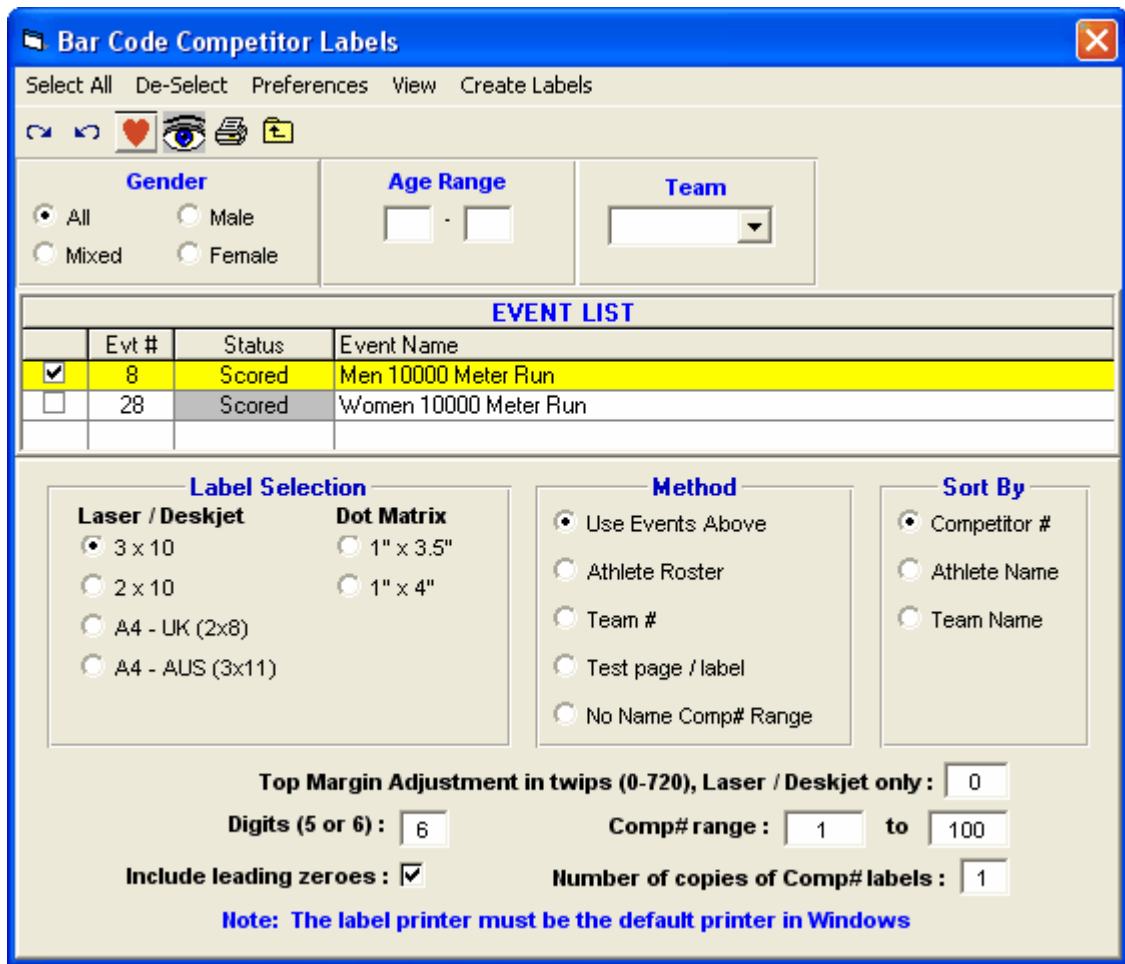 Bar Code Competitor Labels
Select All De-Select Preferences View Create Labels
Gender Age Range Team
All Male -
Mixed Female
EVENT LIST
Evt # Status Event Name
8 Scored Men 10000 Meter Run
28 Scored Women 10000 Meter Run
Label Selection Method Sort By
Laser / Deskjet Dot Matrix Use Events Above Competitor #
3 x 10 1" x 3.5" Athlete Roster Athlete Name
2 x 10 1" x 4" Team # Team Name
A4 - UK (2x8) Test page / label
A4 - AUS (3x11) No Name Comp# Range
Top Margin Adjustment in twips (0-720), Laser / Deskjet only : 0
Digits (5 or 6) : 6 Comp# range : 1 to 100
Include leading zeroes : Number of copies of Comp# labels : 1
Note: The label printer must be the default printer in Windows